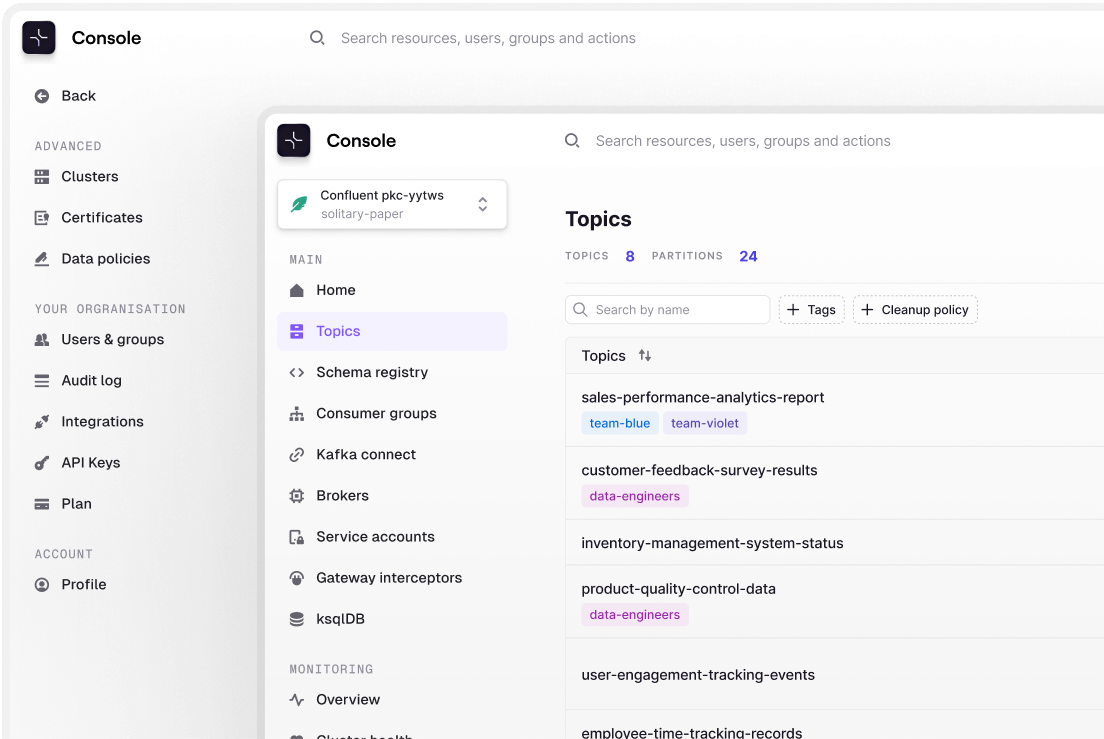 Console
Search resources, users, groups and actions
Back
ADVANCED
Clusters
Certificates
Data policies
YOUR ORGRANISATION
Users & groups
Audit log
Integrations
API Keys
Plan
ACCOUNT
Profile
Console
Search resources, users, groups and actions
Confluent pkc-yytws
solitary-paper
MAIN
Home
Topics
Schema registry
Consumer groups
Kafka connect
Brokers
Service accounts
Gateway interceptors
ksqlDB
MONITORING
Overview
Cluster health
Topics
TOPICS 8 PARTITIONS 24
Search by name + Tags + Cleanup policy
Topics
sales-performance-analytics-report
team-blue team-violet
customer-feedback-survey-results
data-engineers
inventory-management-system-status
product-quality-control-data
data-engineers
user-engagement-tracking-events
employee-time-tracking-records